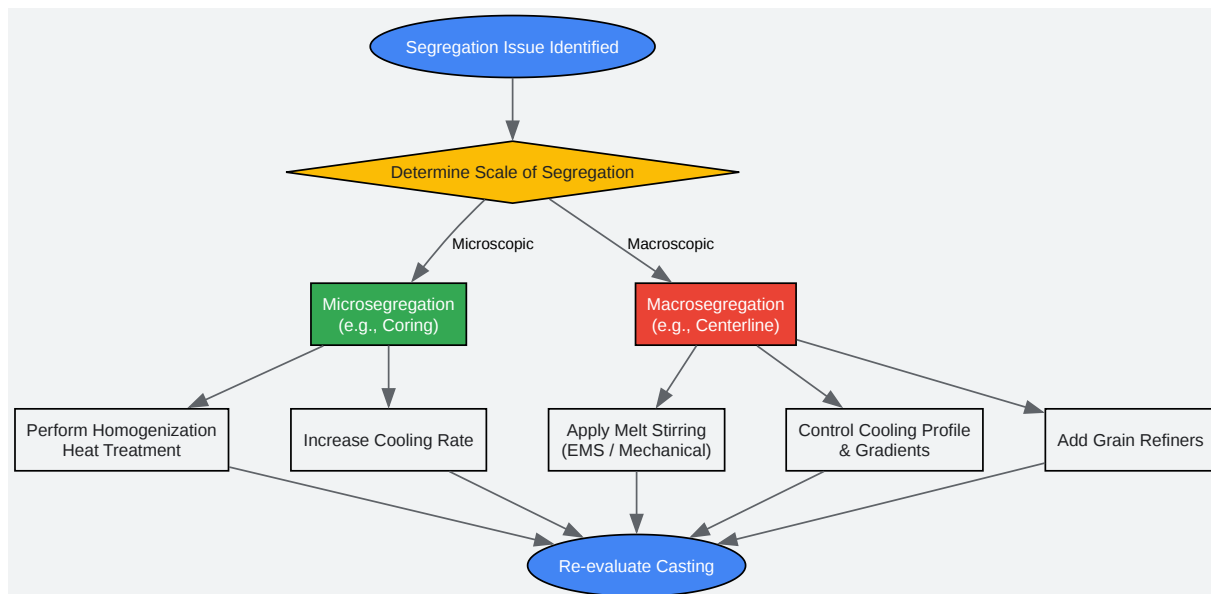 Segregation Issue Identified
Determine Scale of Segregation
Microscopic
Macroscopic
Microsegregation
(e.g., Coring)
Macrosegregation
(e.g., Centerline)
Perform Homogenization
Heat Treatment
Increase Cooling Rate
Apply Melt Stirring
(EMS / Mechanical)
Control Cooling Profile
& Gradients
Add Grain Refiners
Re-evaluate Casting